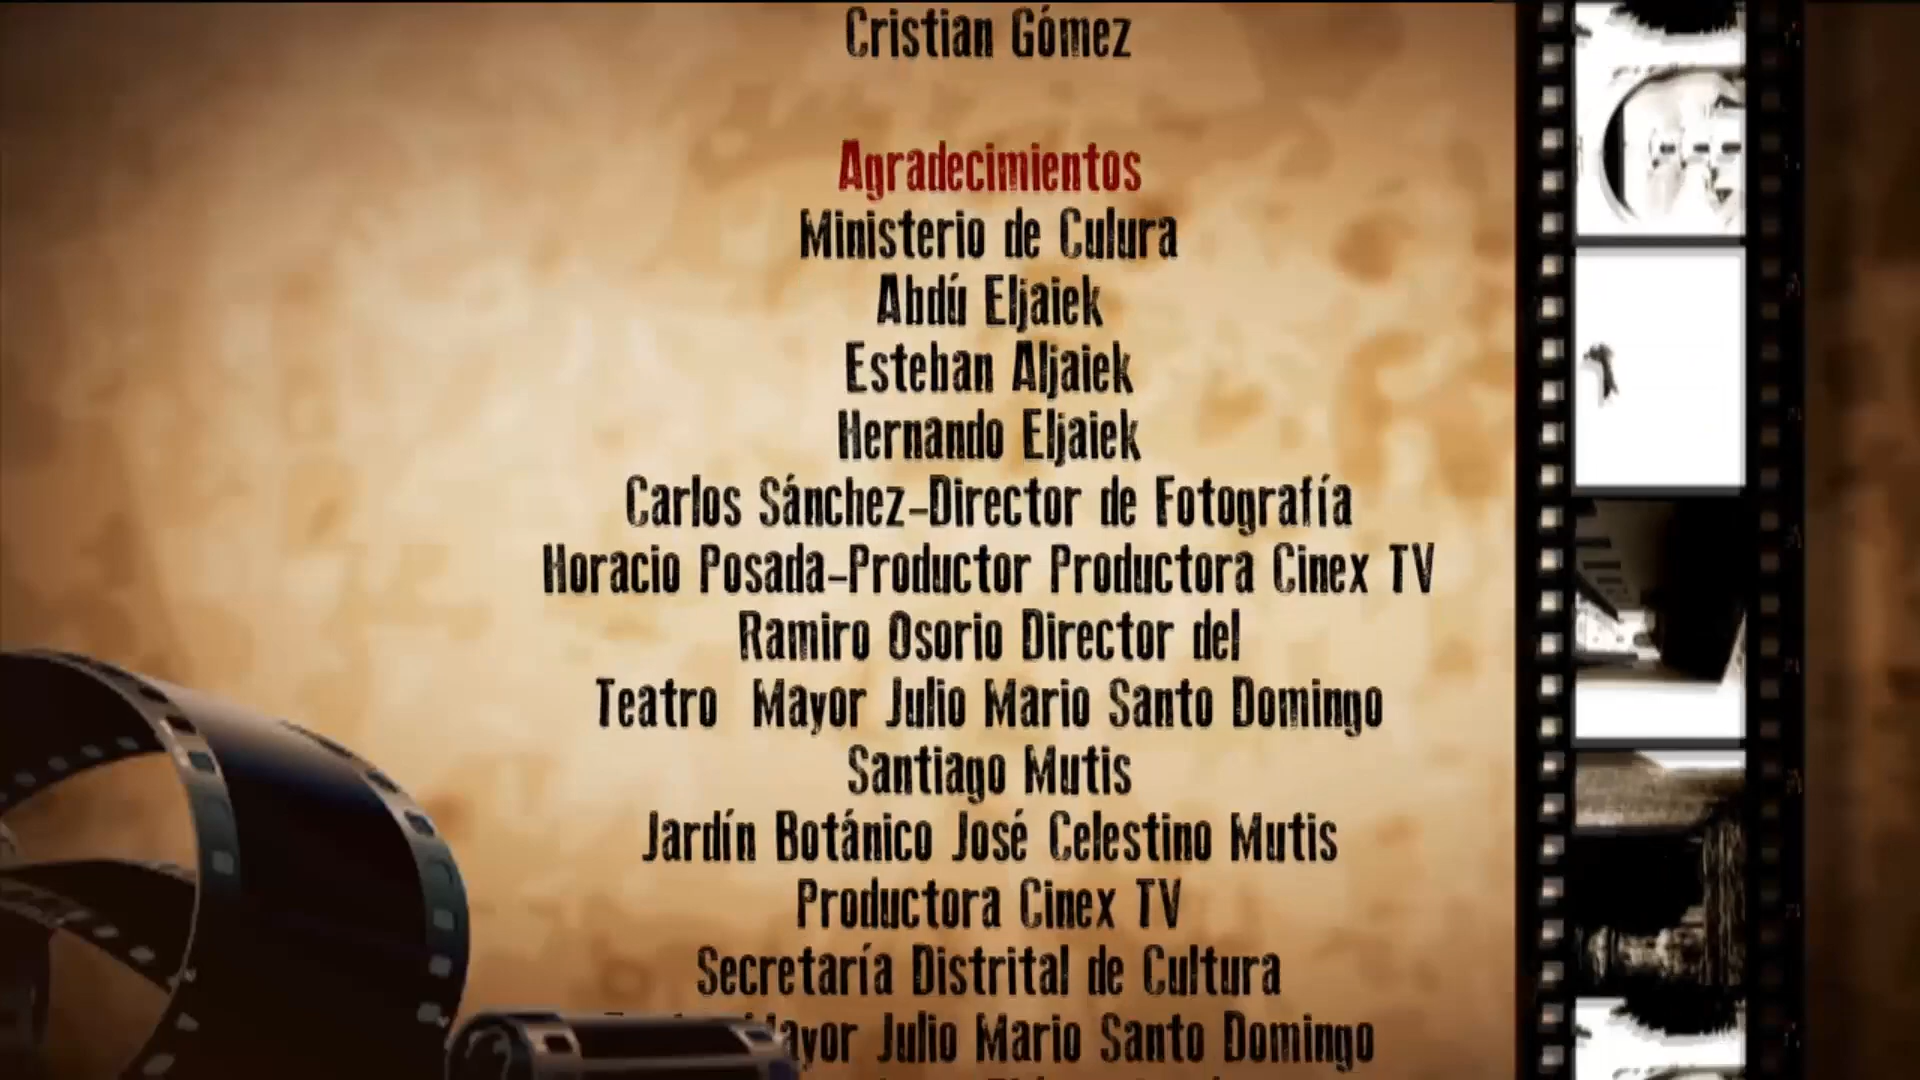 Cristian Gómez
Agradecimientos
Ministerio de Culura
Abdú Eljaiek
Esteban Aljaiek
Hernando Eljaiek
Carlos Sánchez-Director de Fotografía
Horacio Posada-Productor Productora Cinex TV
Ramiro Osorio Director del
Teatro Mayor Julio Mario Santo Domingo
Santiago Mutis
Jardín Botánico José Celestino Mutis
Productora Cinex TV
Secretaría Distrital de Cultura
Mayor Julio Mario Santo Domingo